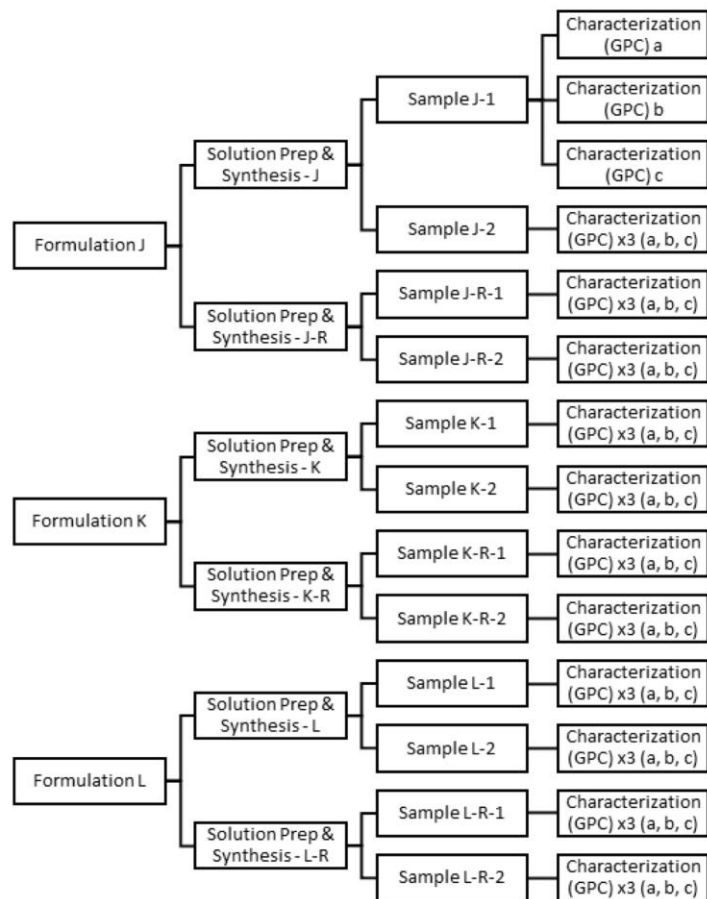 Characterization
(GPC) a
Sample J-1
Characterization
(GPC) b
Solution Prep &
Synthesis - J
Characterization
(GPC) c
Formulation J
Sample J-2
Characterization
(GPC) x3 (a, b, c)
Solution Prep &
Synthesis - J-R
Sample J-R-1
Characterization
(GPC) x3 (a, b, c)
Sample J-R-2
Characterization
(GPC) x3 (a, b, c)
Formulation K
Solution Prep &
Synthesis - K
Sample K-1
Characterization
(GPC) x3 (a, b, c)
Sample K-2
Characterization
(GPC) x3 (a, b, c)
Solution Prep &
Synthesis - K-R
Sample K-R-1
Characterization
(GPC) x3 (a, b, c)
Sample K-R-2
Characterization
(GPC) x3 (a, b, c)
Formulation L
Solution Prep &
Synthesis - L
Sample L-1
Characterization
(GPC) x3 (a, b, c)
Sample L-2
Characterization
(GPC) x3 (a, b, c)
Solution Prep &
Synthesis - L-R
Sample L-R-1
Characterization
(GPC) x3 (a, b, c)
Sample L-R-2
Characterization
(GPC) x3 (a, b, c)